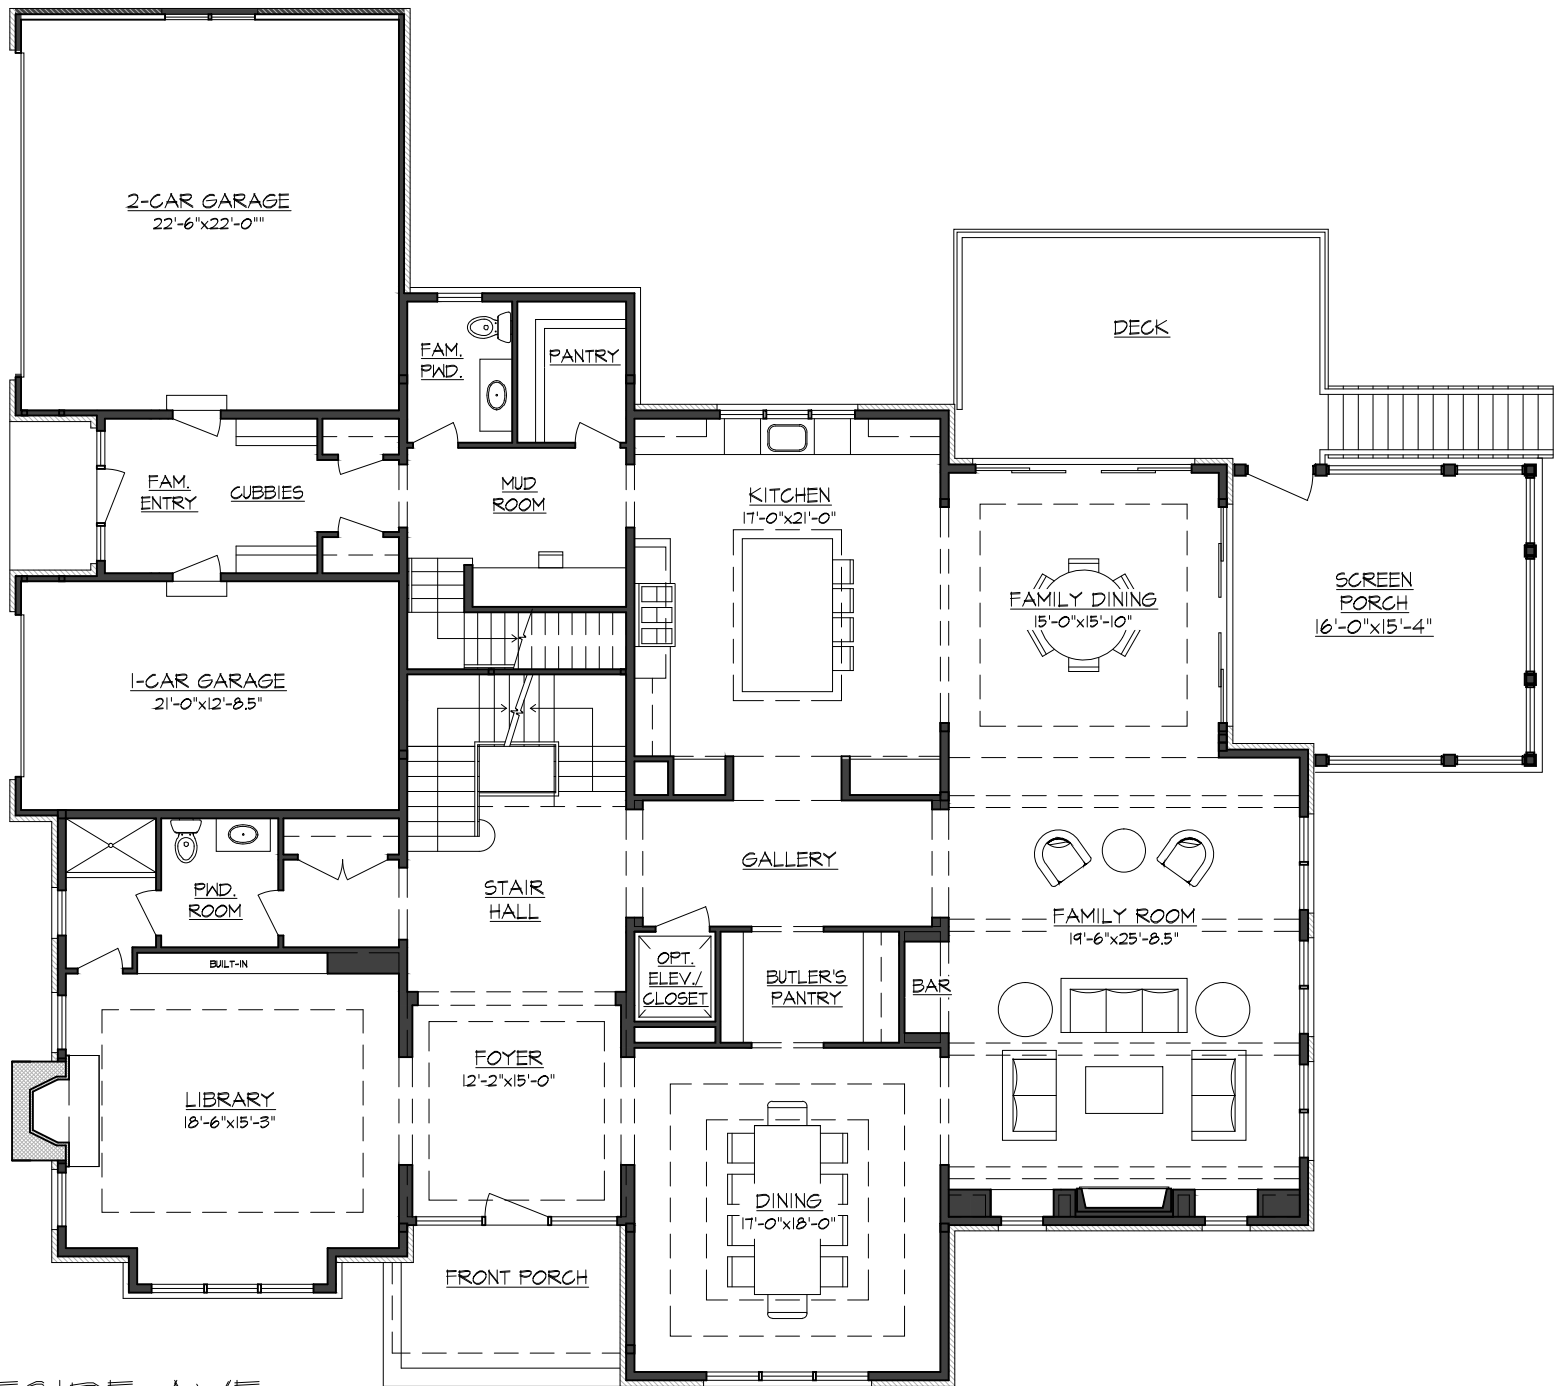 2-CAR GARAGE
22'-6"x22'-0""
DECK
FAM.
PWD.
PANTRY
FAM.
ENTRY
CUBBIES
MUD
ROOM
KITCHEN
17'-0"x21'-0"
FAMILY DINING
15'-0"x15'-10"
SCREEN
PORCH
16'-0"x15'-4"
1-CAR GARAGE
21'-0"x12'-8.5"
GALLERY
PWD.
ROOM
STAIR
HALL
FAMILY ROOM
19'-6"x25'-8.5"
BUILT-IN
OPT.
ELEV./
CLOSET
BUTLER'S
PANTRY
BAR
FOYER
12'-2"x15'-0"
LIBRARY
18'-6"x15'-3"
DINING
17'-0"x18'-0"
FRONT PORCH